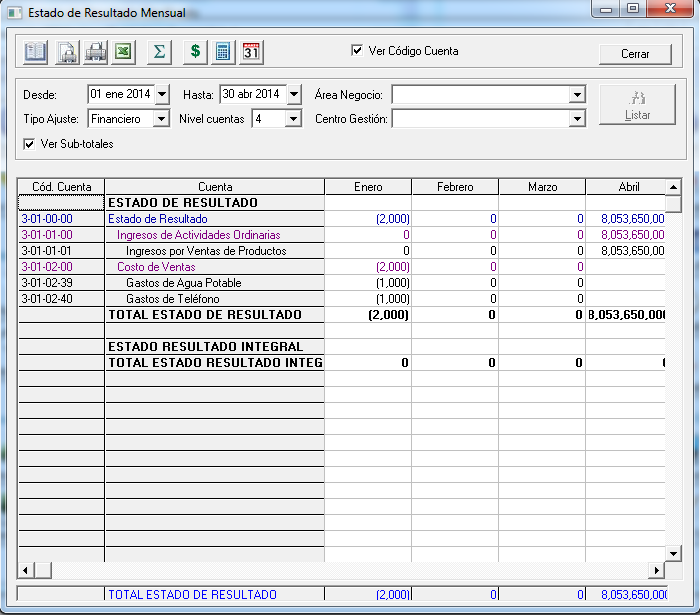 Estado de Resultado Mensual
Σ $ 31 Ver Código Cuenta Cerrar
Desde: 01 ene 2014 Hasta: 30 abr 2014 Área Negocio:
Tipo Ajuste: Financiero Nivel cuentas 4 Centro Gestión: Listar
Ver Sub-totales
Cód. Cuenta Cuenta Enero Febrero Marzo Abril
ESTADO DE RESULTADO
3-01-00-00 Estado de Resultado (2,000) 0 0 8,053,650,00
3-01-01-00 Ingresos de Actividades Ordinarias 0 0 0 8,053,650,00
3-01-01-01 Ingresos por Ventas de Productos 0 0 0 8,053,650,00
3-01-02-00 Costo de Ventas (2,000) 0 0
3-01-02-39 Gastos de Agua Potable (1,000) 0 0
3-01-02-40 Gastos de Teléfono (1,000) 0 0
TOTAL ESTADO DE RESULTADO (2,000) 0 0 8,053,650,000
ESTADO RESULTADO INTEGRAL
TOTAL ESTADO RESULTADO INTEG 0 0 0
TOTAL ESTADO DE RESULTADO (2,000) 0 0 8,053,650,000